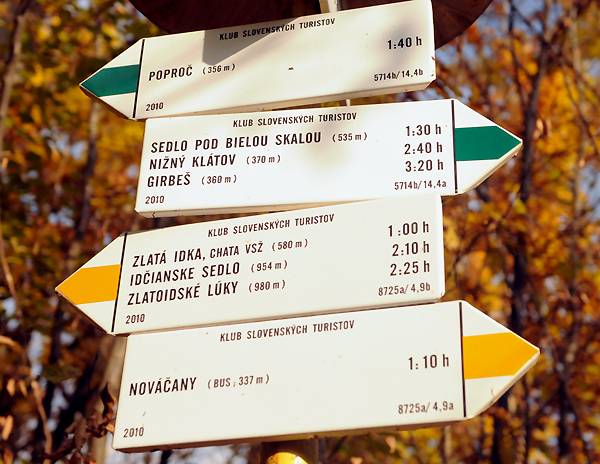 KLUB SLOVENSKÝCH TURISTOV
POPROČ (356 m) 1:40 h
2010 5714b/14,4b
KLUB SLOVENSKÝCH TURISTOV
SEDLO POD BIELOU SKALOU (535 m) 1:30 h
NIŽNÝ KLÁTOV (370 m) 2:40 h
GIRBEŠ (360 m) 3:20 h
2010 5714b/14,4a
KLUB SLOVENSKÝCH TURISTOV
ZLATÁ IDKA, CHATA VSŽ (580 m) 1:00 h
IDČIANSKE SEDLO (954 m) 2:10 h
ZLATOIDSKÉ LÚKY (980 m) 2:25 h
2010 8725a/4,9b
KLUB SLOVENSKÝCH TURISTOV
NOVÁČANY (BUS; 337 m) 1:10 h
2010 8725a/4,9a